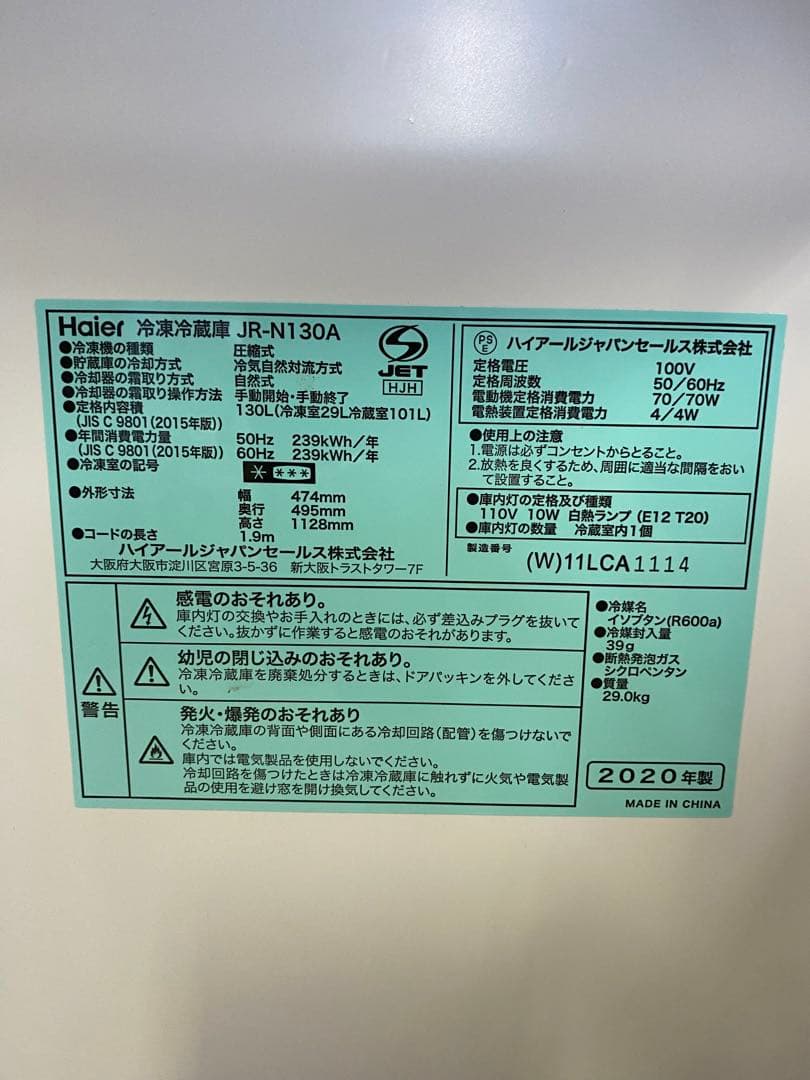 Haier 冷凍冷蔵庫 JR-N130A
●冷凍機の種類 圧縮式
●貯蔵庫の冷却方式 冷気自然対流方式
●冷却器の霜取り方式 自然式
●冷却器の霜取り操作方法 手動開始・手動終了
●定格内容積 130L(冷凍室29L冷蔵室101L)
(JIS C 9801(2015年版))
●年間消費電力量 50Hz 239kWh/年
(JIS C 9801(2015年版)) 60Hz 239kWh/年
●冷凍室の記号
●外形寸法 幅 474mm
奥行 495mm
高さ 1128mm
●コードの長さ 1.9m
ハイアールジャパンセールス株式会社
大阪府大阪市淀川区宮原3-5-36 新大阪トラストタワー7F
S
JET
HJH
PS
E
ハイアールジャパンセールス株式会社
定格電圧 100V
定格周波数 50/60Hz
電動機定格消費電力 70/70W
電熱装置定格消費電力 4/4W
●使用上の注意
1.電源は必ずコンセントからとること。
2.放熱を良くするため、周囲に適当な間隔をおい
て設置すること。
●庫内灯の定格及び種類
110V 10W 白熱ランプ(E12 T20)
●庫内灯の数量 冷蔵室内1個
製造番号
(W)11LCA1114
警告
感電のおそれあり。
庫内灯の交換やお手入れのときには、必ず差込みプラグを抜いて
ください。抜かずに作業すると感電のおそれがあります。
幼児の閉じ込みのおそれあり。
冷凍冷蔵庫を廃棄処分するときは、ドアパッキンを外してくださ
い。
発火・爆発のおそれあり
冷凍冷蔵庫の背面や側面にある冷却回路(配管)を傷つけないで
ください。
庫内では電気製品を使用しないでください。
冷却回路を傷つけたときは冷凍冷蔵庫に触れずに火気や電気製
品の使用を避け窓を開け換気してください。
●冷媒名
イソブタン(R600a)
●冷媒封入量
39g
●断熱発泡ガス
シクロペンタン
●質量
29.0kg
2020年製
MADE IN CHINA